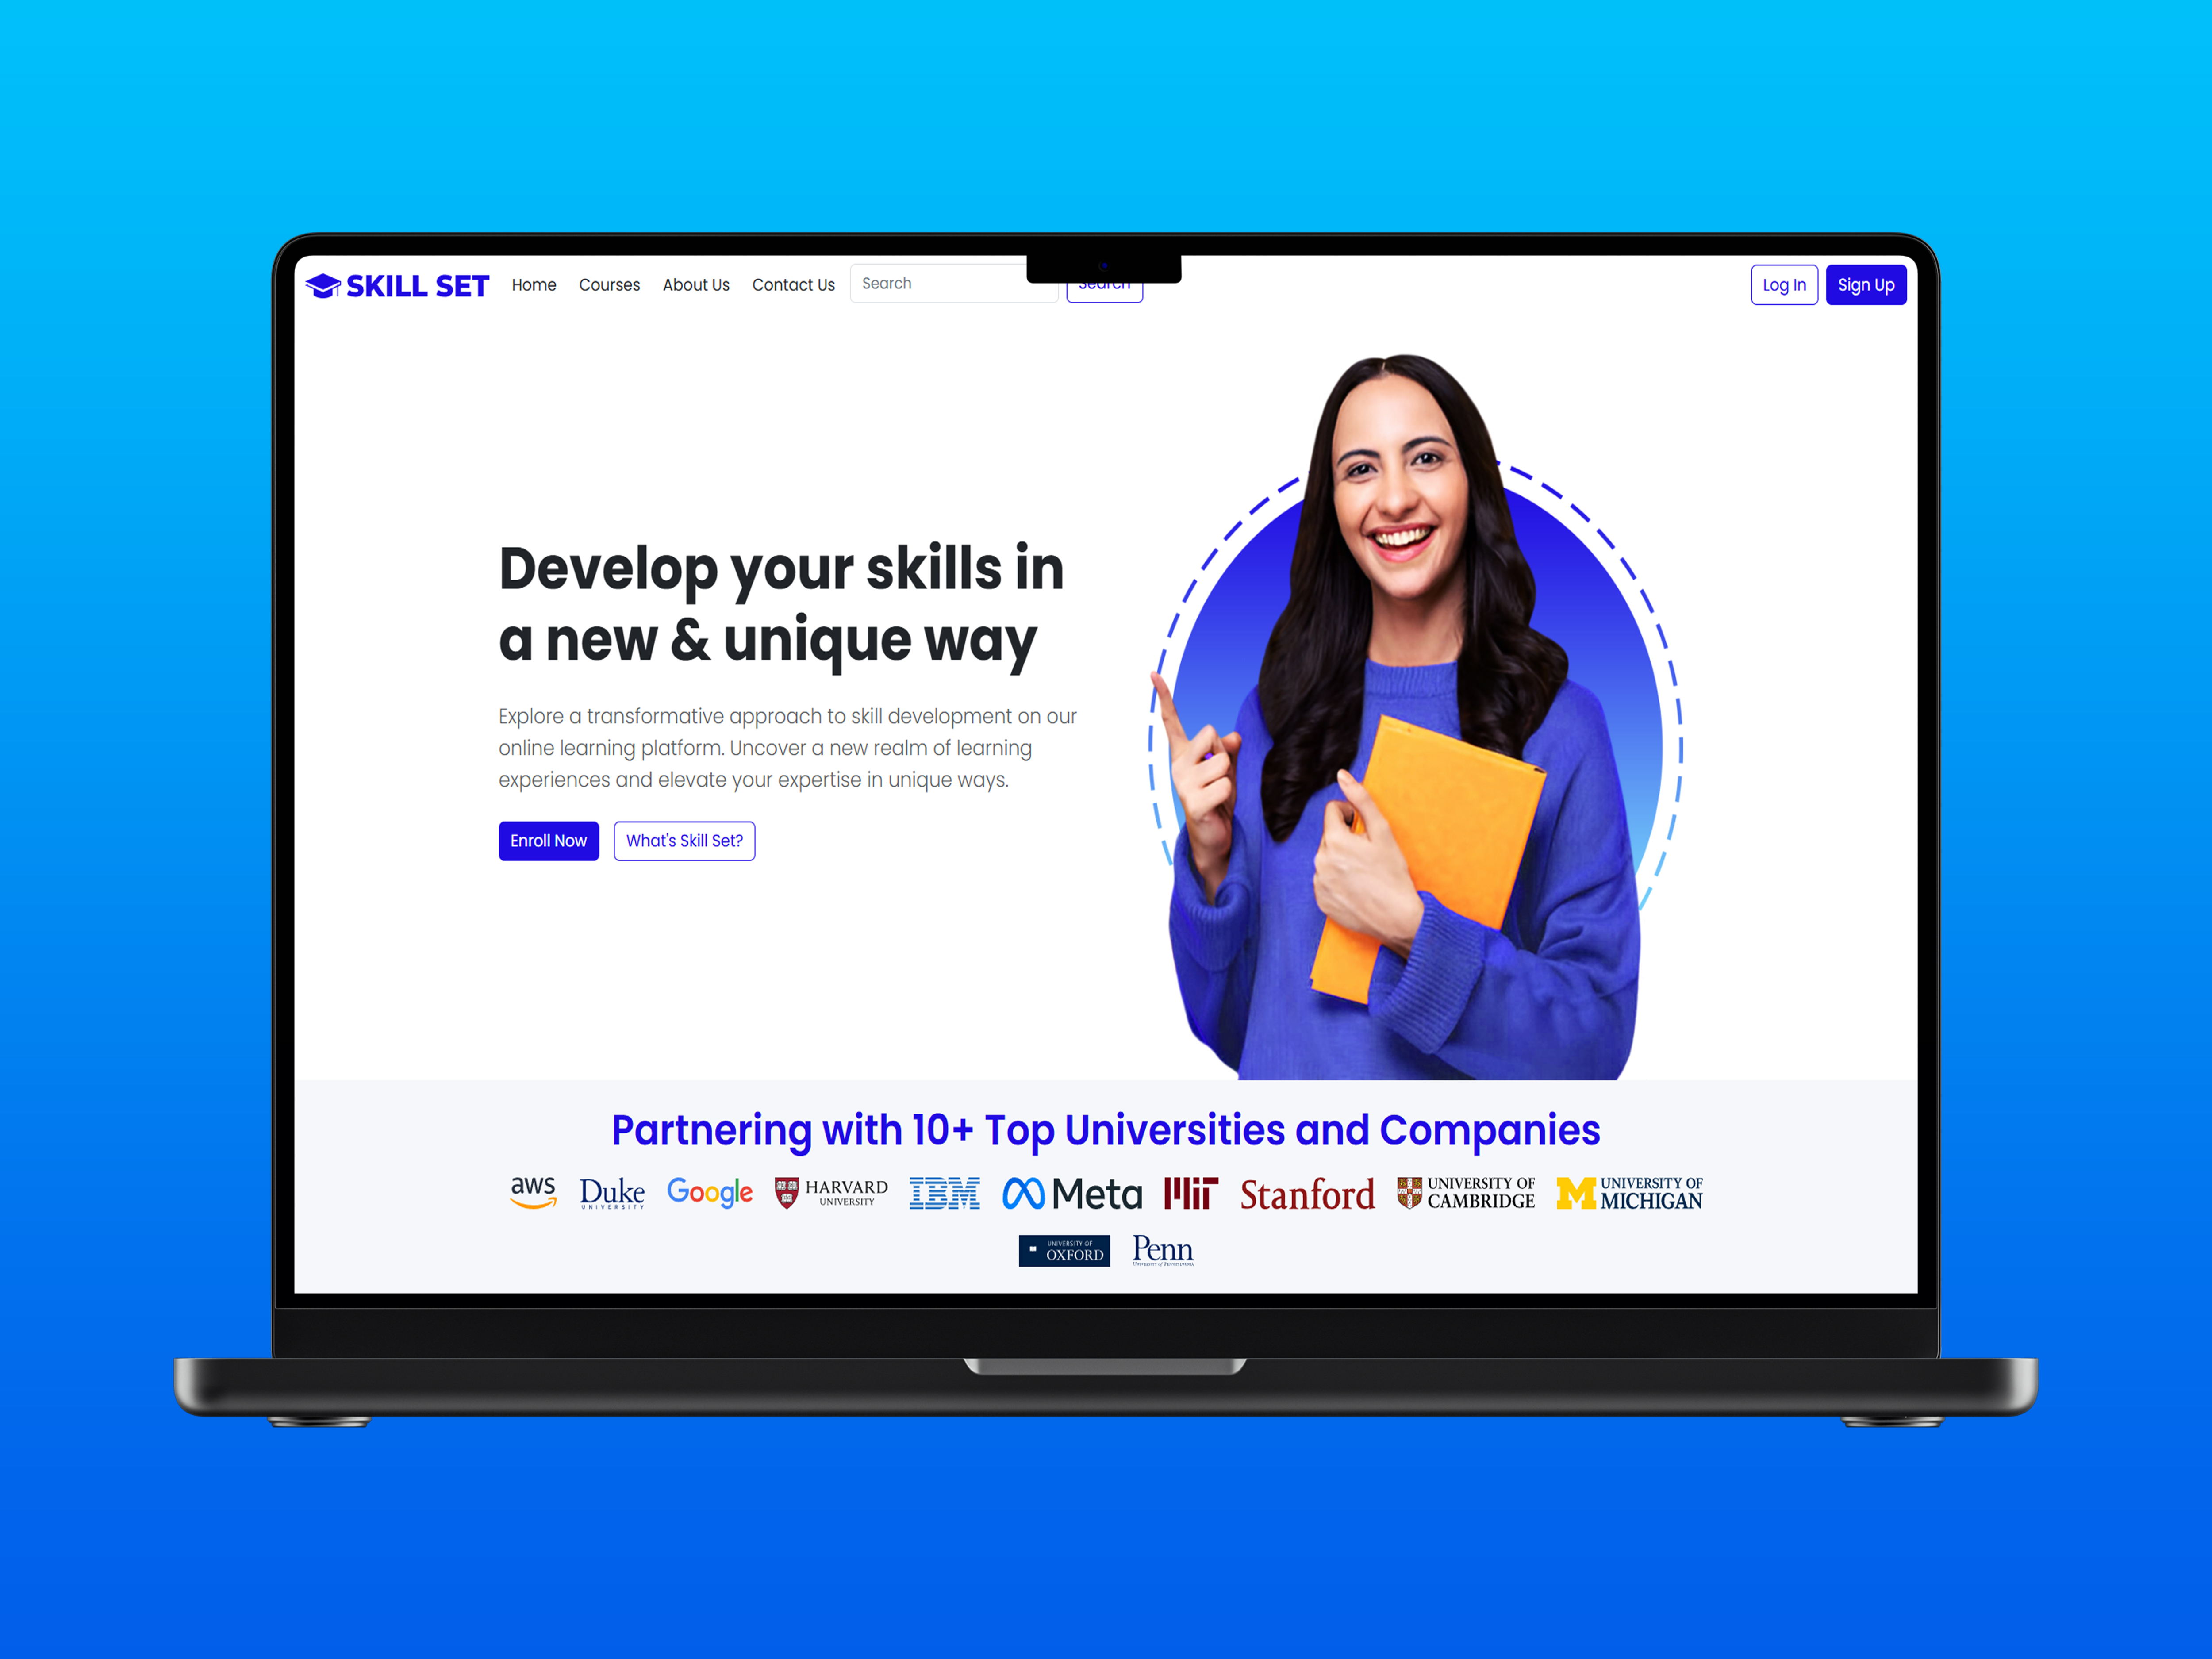 SKILL SET Home Courses About Us Contact Us Search Search Log In Sign Up
Develop your skills in
a new & unique way
Explore a transformative approach to skill development on our
online learning platform. Uncover a new realm of learning
experiences and elevate your expertise in unique ways.
Enroll Now What's Skill Set?
Partnering with 10+ Top Universities and Companies
aws
Duke
UNIVERSITY
Google
HARVARD
UNIVERSITY
IBM
Meta
MIT
Stanford
UNIVERSITY OF
CAMBRIDGE
M UNIVERSITY OF
MICHIGAN
UNIVERSITY OF
OXFORD
Penn
University of Pennsylvania